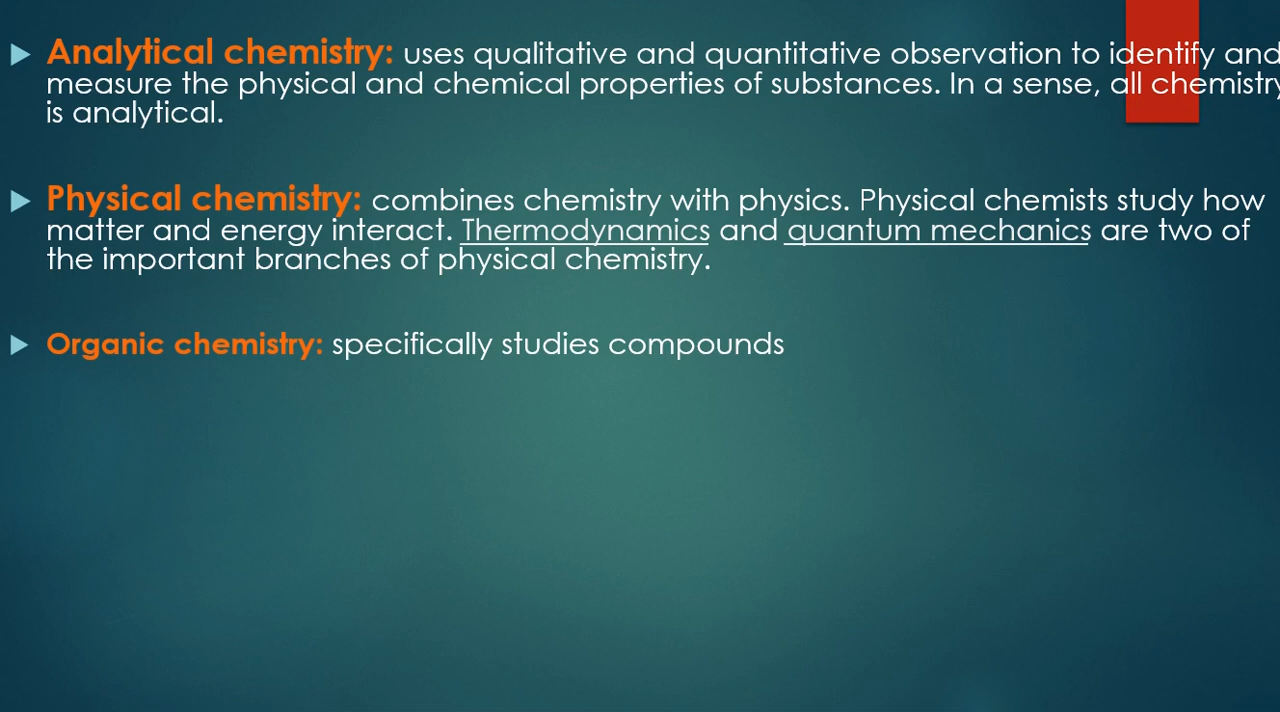 Analytical chemistry: uses qualitative and quantitative observation to identify and
measure the physical and chemical properties of substances. In a sense, all chemistry
is analytical.
Physical chemistry: combines chemistry with physics. Physical chemists study how
matter and energy interact. Thermodynamics and quantum mechanics are two of
the important branches of physical chemistry.
Organic chemistry: specifically studies compounds